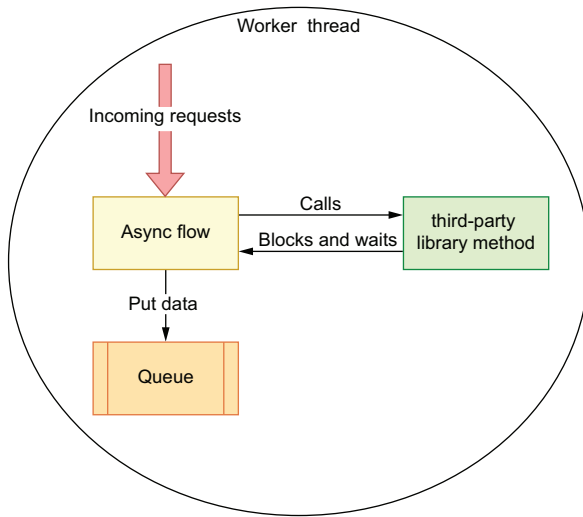 Worker thread
Incoming requests
Calls
Async flow
third-party
library method
Blocks and waits
Put data
Queue